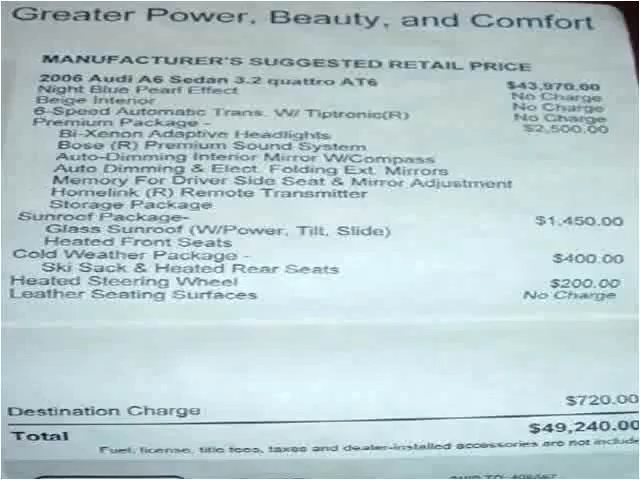 Greater Power, Beauty, and Comfort
MANUFACTURER'S SUGGESTED RETAIL PRICE
2006 Audi A6 Sedan 3.2 quattro AT6 $43,970.00
Night Blue Pearl Effect No Charge
Beige Interior No Charge
6-Speed Automatic Trans. W/ Tiptronic(R) No Charge
Premium Package - $2,500.00
Bi-Xenon Adaptive Headlights
Bose (R) Premium Sound System
Auto-Dimming Interior Mirror W/Compass
Auto Dimming & Elect. Folding Ext. Mirrors
Memory For Driver Side Seat & Mirror Adjustment
Homelink (R) Remote Transmitter
Storage Package
Sunroof Package- $1,450.00
Glass Sunroof (W/Power, Tilt, Slide)
Heated Front Seats
Cold Weather Package - $400.00
Ski Sack & Heated Rear Seats
Heated Steering Wheel $200.00
Leather Seating Surfaces No Charge
Destination Charge $720.00
Total $49,240.00
Fuel, license, title fees, taxes and dealer-installed accessories are not include